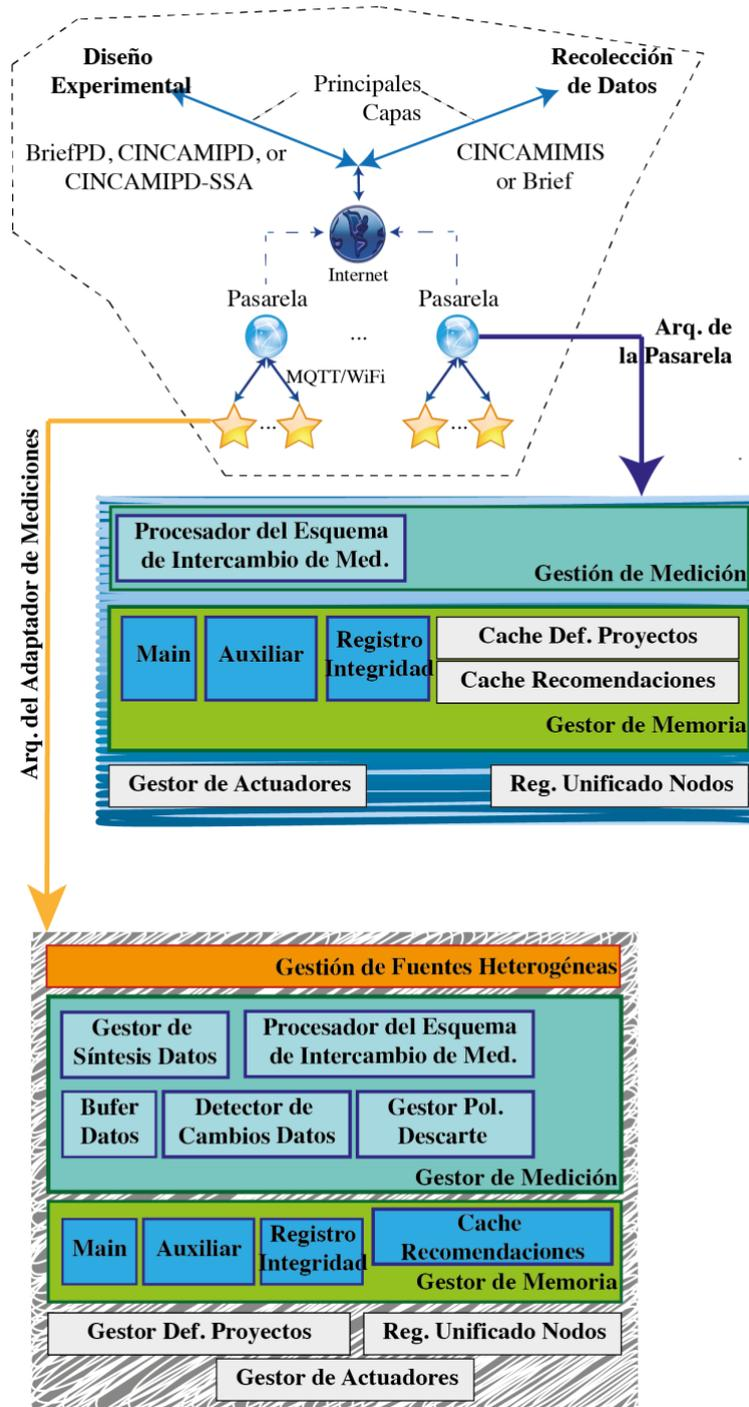 Diseño
Experimental
Recolección
de Datos
Principales
Capas
BriefPD, CINCAMIPD, or
CINCAMIPD-SSA
CINCAMIMIS
or Brief
Internet
Pasarela
Pasarela
...
Arq. de
la Pasarela
MQTT/WiFi
...
...
Arq. del Adaptador de Mediciones
Procesador del Esquema
de Intercambio de Med.
Gestión de Medición
Main
Auxiliar
Registro
Integridad
Cache Def. Proyectos
Cache Recomendaciones
Gestor de Memoria
Gestor de Actuadores
Reg. Unificado Nodos
Gestión de Fuentes Heterogéneas
Gestor de
Síntesis Datos
Procesador del Esquema
de Intercambio de Med.
Bufer
Datos
Detector de
Cambios Datos
Gestor Pol.
Descarte
Gestor de Medición
Main
Auxiliar
Registro
Integridad
Cache
Recomendaciones
Gestor de Memoria
Gestor Def. Proyectos
Reg. Unificado Nodos
Gestor de Actuadores